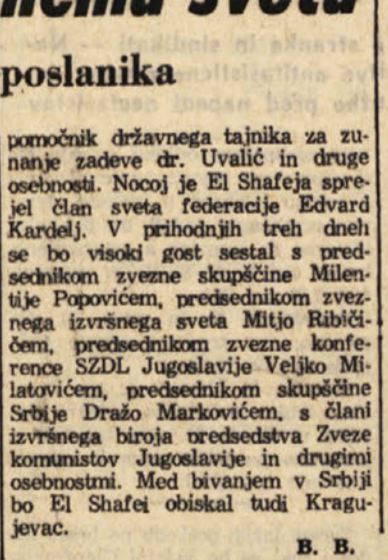 sveta
poslanika
pomočnik državnega tajnika za zu-
nanje zadeve dr. Uvalić in druge
osebnosti. Nocoj je El Shafeja spre-
jel član sveta federacije Edvard
Kardelj. V prihodnjih treh dneh
se bo visoki gost sestal s pred-
sednikom zvezne skupščine Milen-
tije Popovićem, predsednikom zvez-
nega izvršnega sveta Mitjo Ribiči-
čem, predsednikom zvezne konfe-
rence SZDL Jugoslavije Veljko Mi-
latovićem, predsednikom skupščine
Srbije Dražo Markovićem, s člani
izvršnega biroja predsedstva Zveze
komunistov Jugoslavije in drugimi
osebnostmi. Med bivanjem v Srbiji
bo El Shafei obiskal tudi Kragu-
jevac.
B. B.